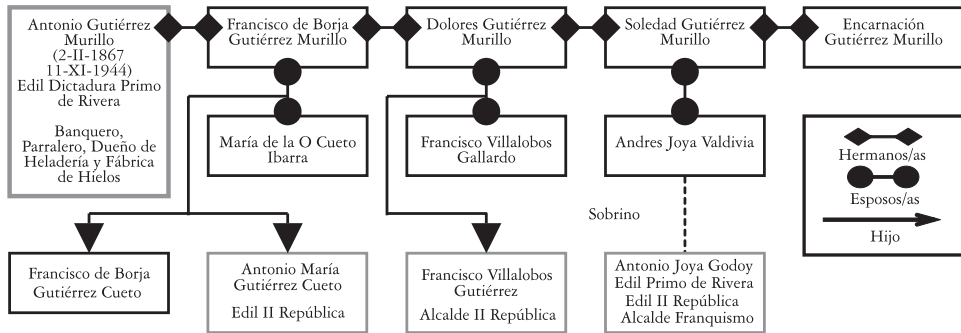 Antonio Gutiérrez
Murillo
(2-II-1867
11-XI-1944)
Edil Dictadura Primo
de Rivera
Banquero,
Parralero, Dueño de
Heladería y Fábrica
de Hielos
Francisco de Borja
Gutiérrez Murillo
Dolores Gutiérrez
Murillo
Soledad Gutiérrez
Murillo
Encarnación
Gutiérrez Murillo
María de la O Cueto
Ibarra
Francisco Villalobos
Gallardo
Andres Joya Valdivia
Hermanos/as
Esposos/as
Hijo
Sobrino
Francisco de Borja
Gutiérrez Cueto
Antonio María
Gutiérrez Cueto
Edil II República
Francisco Villalobos
Gutiérrez
Alcalde II República
Antonio Joya Godoy
Edil Primo de Rivera
Edil II República
Alcalde Franquismo